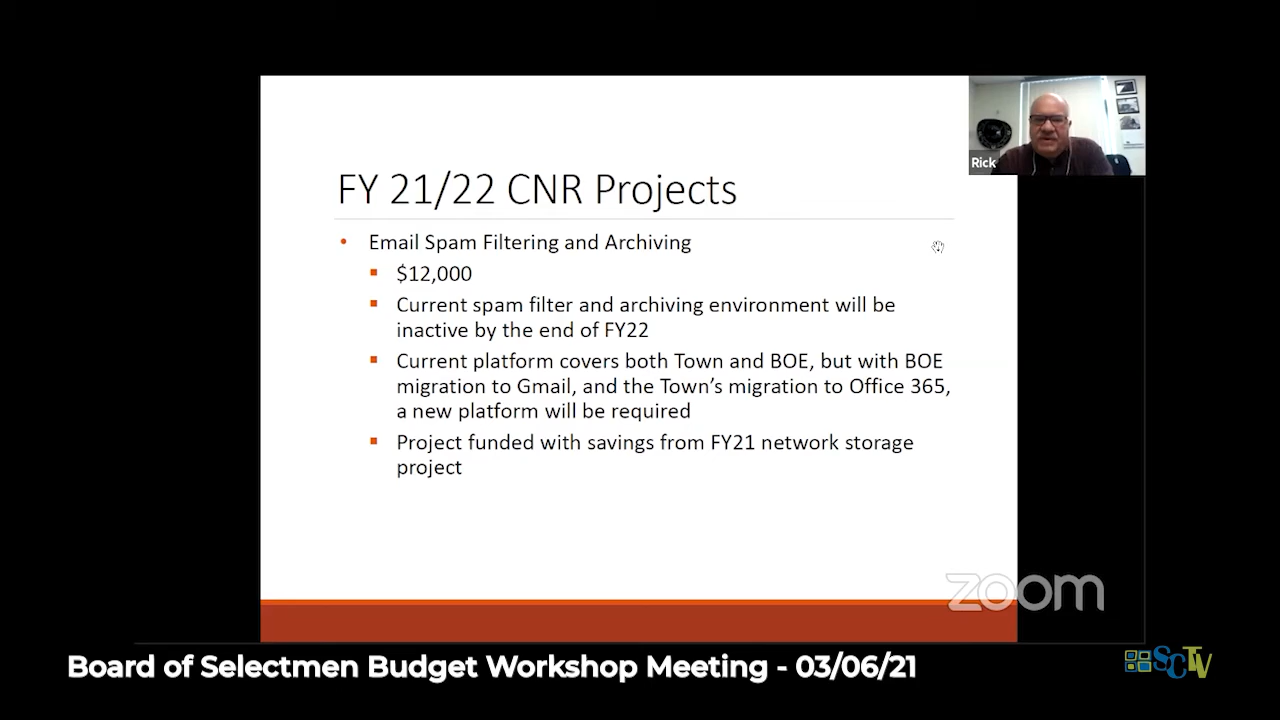 Rick
FY 21/22 CNR Projects
• Email Spam Filtering and Archiving
▪ $12,000
▪ Current spam filter and archiving environment will be
inactive by the end of FY22
▪ Current platform covers both Town and BOE, but with BOE
migration to Gmail, and the Town’s migration to Office 365,
a new platform will be required
▪ Project funded with savings from FY21 network storage
project
zoom
Board of Selectmen Budget Workshop Meeting - 03/06/21
SCTV